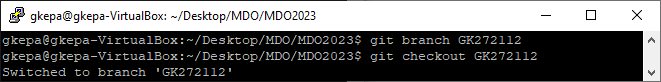 gkepa@gkepa-VirtualBox: ~/Desktop/MDO/MDO2023
gkepa@gkepa-VirtualBox:~/Desktop/MDO/MDO2023$ git branch GK272112
gkepa@gkepa-VirtualBox:~/Desktop/MDO/MDO2023$ git checkout GK272112
Switched to branch 'GK272112'